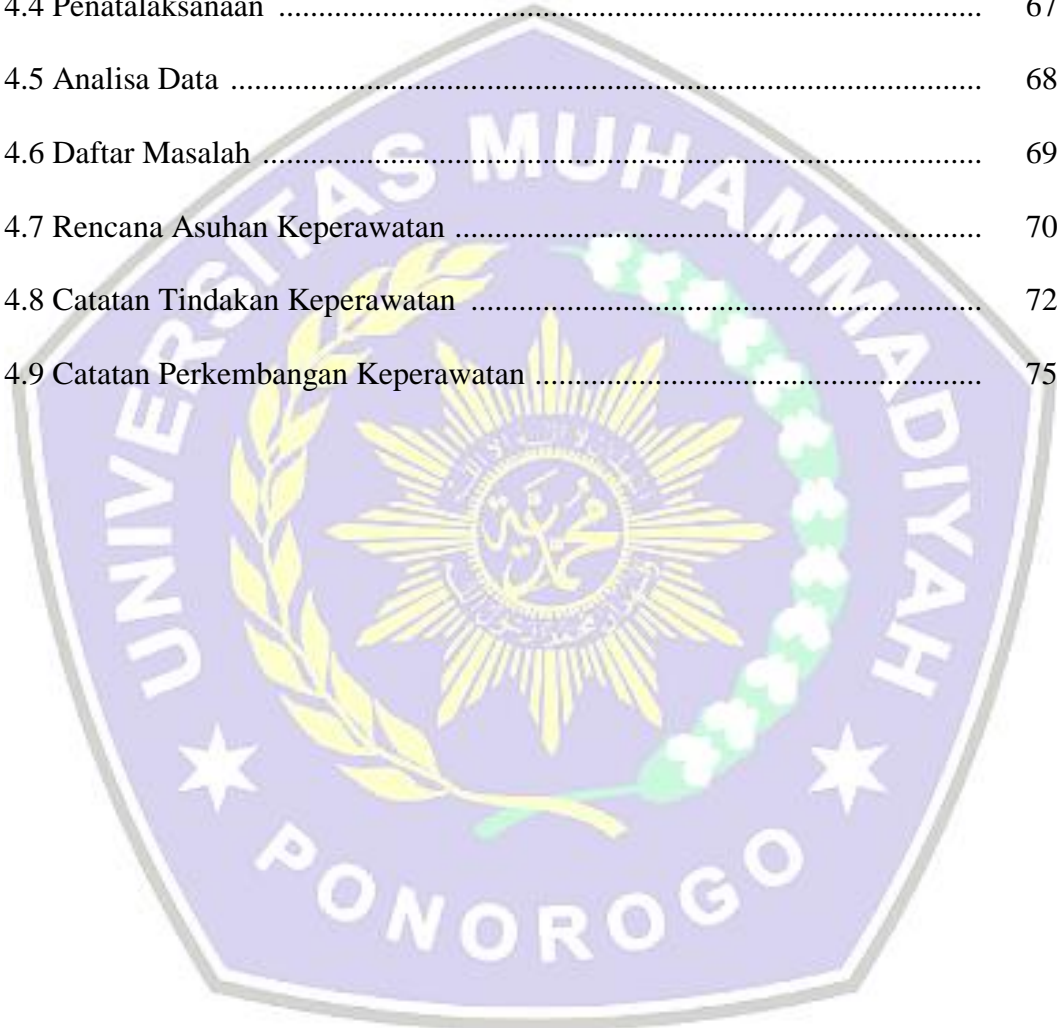 4.4 Penatalaksanaan ........................................................................................ 67
4.5 Analisa Data .............................................................................................. 68
4.6 Daftar Masalah .......................................................................................... 69
4.7 Rencana Asuhan Keperawatan .................................................................. 70
4.8 Catatan Tindakan Keperawatan ................................................................ 72
4.9 Catatan Perkembangan Keperawatan ........................................................ 75
UNIVERSITAS MUHAMMADIYAH
PONOROGO